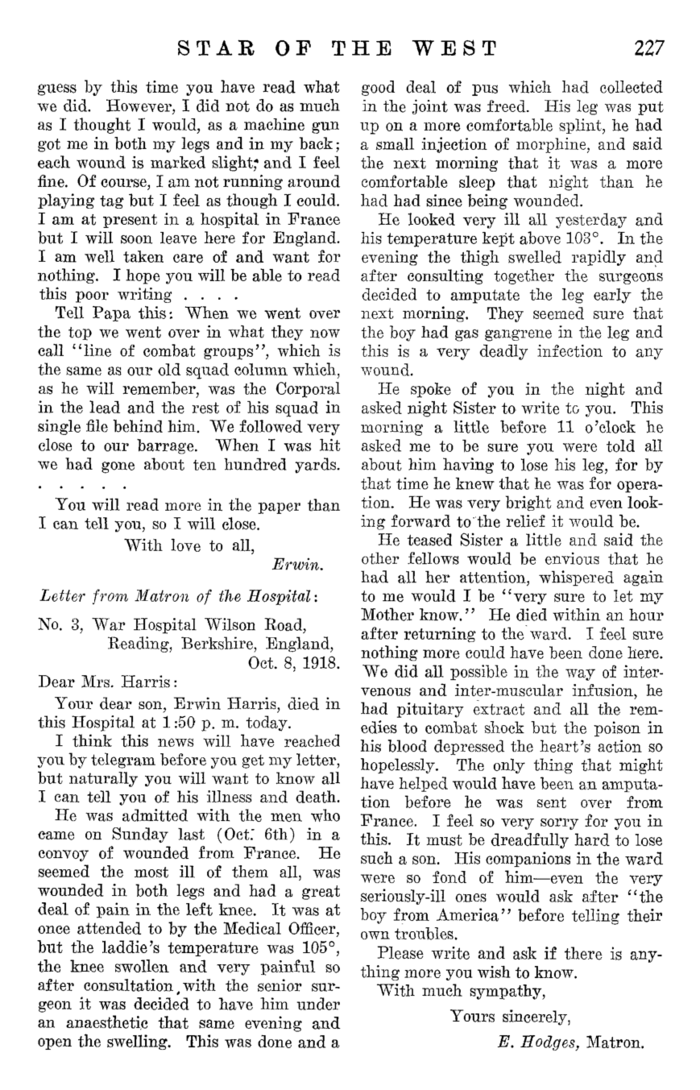 STAR OF THE WEST 227
guess by this time you have read what
we did. However, I did not do as much
as I thought I would, as a machine gun
got me in both my legs and in my back;
each wound is marked slight; and I feel
fine. Of course, I am not running around
playing tag but I feel as though I could.
I am at present in a hospital in France
but I will soon leave here for England.
I am well taken care of and want for
nothing. I hope you will be able to read
this poor writing . . . .
Tell Papa this: When we went over
the top we went over in what they now
call "line of combat groups", which is
the same as our old squad column which,
as he will remember, was the Corporal
in the lead and the rest of his squad in
single file behind him. We followed very
close to our barrage. When I was hit
we had gone about ten hundred yards.
. . . . .
You will read more in the paper than
I can tell you, so I will close.
With love to all,
Erwin.
Letter from Matron of the Hospital:
No. 3, War Hospital Wilson Road,
Reading, Berkshire, England,
Oct. 8, 1918.
Dear Mrs. Harris:
Your dear son, Erwin Harris, died in
this Hospital at 1:50 p. m. today.
I think this news will have reached
you by telegram before you get my letter,
but naturally you will want to know all
I can tell you of his illness and death.
He was admitted with the men who
came on Sunday last (Oct. 6th) in a
convoy of wounded from France. He
seemed the most ill of them all, was
wounded in both legs and had a great
deal of pain in the left knee. It was at
once attended to by the Medical Officer,
but the laddie's temperature was 105°,
the knee swollen and very painful so
after consultation, with the senior sur-
geon it was decided to have him under
an anaesthetic that same evening and
open the swelling. This was done and a
good deal of pus which had collected
in the joint was freed. His leg was put
up on a more comfortable splint, he had
a small injection of morphine, and said
the next morning that it was a more
comfortable sleep that night than he
had had since being wounded.
He looked very ill all yesterday and
his temperature kept above 103°. In the
evening the thigh swelled rapidly and
after consulting together the surgeons
decided to amputate the leg early the
next morning. They seemed sure that
the boy had gas gangrene in the leg and
this is a very deadly infection to any
wound.
He spoke of you in the night and
asked night Sister to write to you. This
morning a little before 11 o'clock he
asked me to be sure you were told all
about him having to lose his leg, for by
that time he knew that he was for opera-
tion. He was very bright and even look-
ing forward to the relief it would be.
He teased Sister a little and said the
other fellows would be envious that he
had all her attention, whispered again
to me would I be "very sure to let my
Mother know." He died within an hour
after returning to the ward. I feel sure
nothing more could have been done here.
We did all possible in the way of inter-
venous and inter-muscular infusion, he
had pituitary extract and all the rem-
edies to combat shock but the poison in
his blood depressed the heart's action so
hopelessly. The only thing that might
have helped would have been an amputa-
tion before he was sent over from
France. I feel so very sorry for you in
this. It must be dreadfully hard to lose
such a son. His companions in the ward
were so fond of him—even the very
seriously-ill ones would ask after "the
boy from America" before telling their
own troubles.
Please write and ask if there is any-
thing more you wish to know.
With much sympathy,
Yours sincerely,
E. Hodges, Matron.